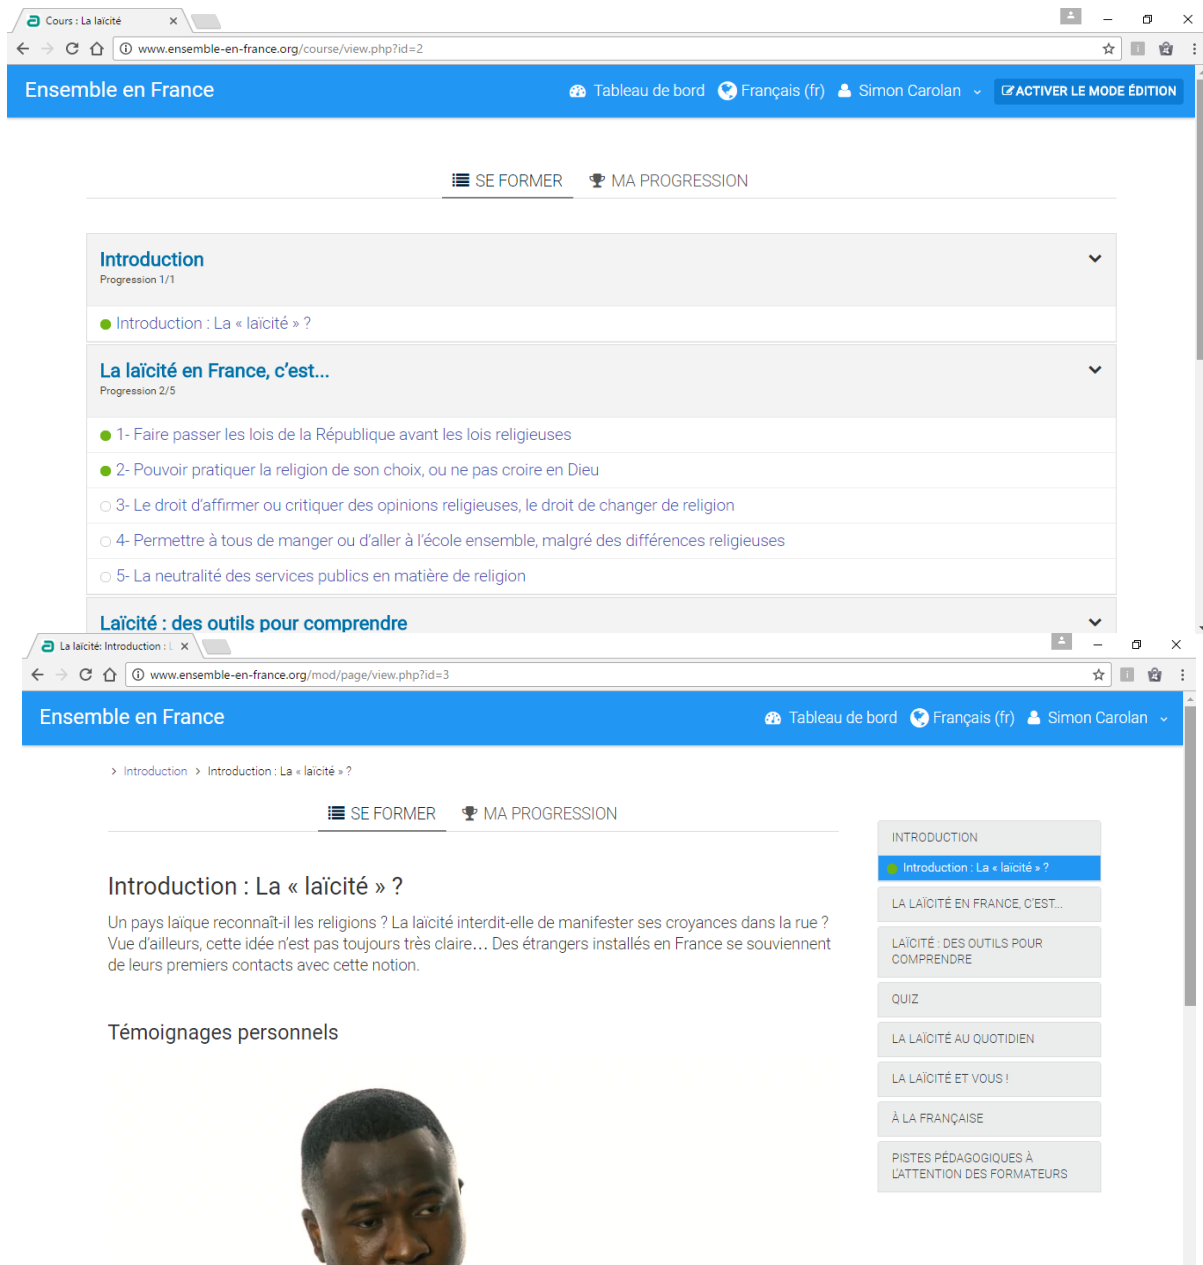 Cours : La laïcité
www.ensemble-en-france.org/course/view.php?id=2
Ensemble en France
Tableau de bord
Français (fr)
Simon Carolan
ACTIVER LE MODE ÉDITION
SE FORMER
MA PROGRESSION
Introduction
Progression 1/1
Introduction : La « laïcité » ?
La laïcité en France, c’est...
Progression 2/5
1- Faire passer les lois de la République avant les lois religieuses
2- Pouvoir pratiquer la religion de son choix, ou ne pas croire en Dieu
3- Le droit d’affirmer ou critiquer des opinions religieuses, le droit de changer de religion
4- Permettre à tous de manger ou d’aller à l’école ensemble, malgré des différences religieuses
5- La neutralité des services publics en matière de religion
Laïcité : des outils pour comprendre
La laïcité: Introduction : L
www.ensemble-en-france.org/mod/page/view.php?id=3
Ensemble en France
Tableau de bord
Français (fr)
Simon Carolan
> Introduction > Introduction : La « laïcité » ?
SE FORMER
MA PROGRESSION
Introduction : La « laïcité » ?
Un pays laïque reconnaît-il les religions ? La laïcité interdit-elle de manifester ses croyances dans la rue ?
Vue d’ailleurs, cette idée n’est pas toujours très claire… Des étrangers installés en France se souviennent
de leurs premiers contacts avec cette notion.
Témoignages personnels
INTRODUCTION
Introduction : La « laïcité » ?
LA LAÏCITÉ EN FRANCE, C’EST...
LAÏCITÉ : DES OUTILS POUR
COMPRENDRE
QUIZ
LA LAÏCITÉ AU QUOTIDIEN
LA LAÏCITÉ ET VOUS !
À LA FRANÇAISE
PISTES PÉDAGOGIQUES À
L’ATTENTION DES FORMATEURS